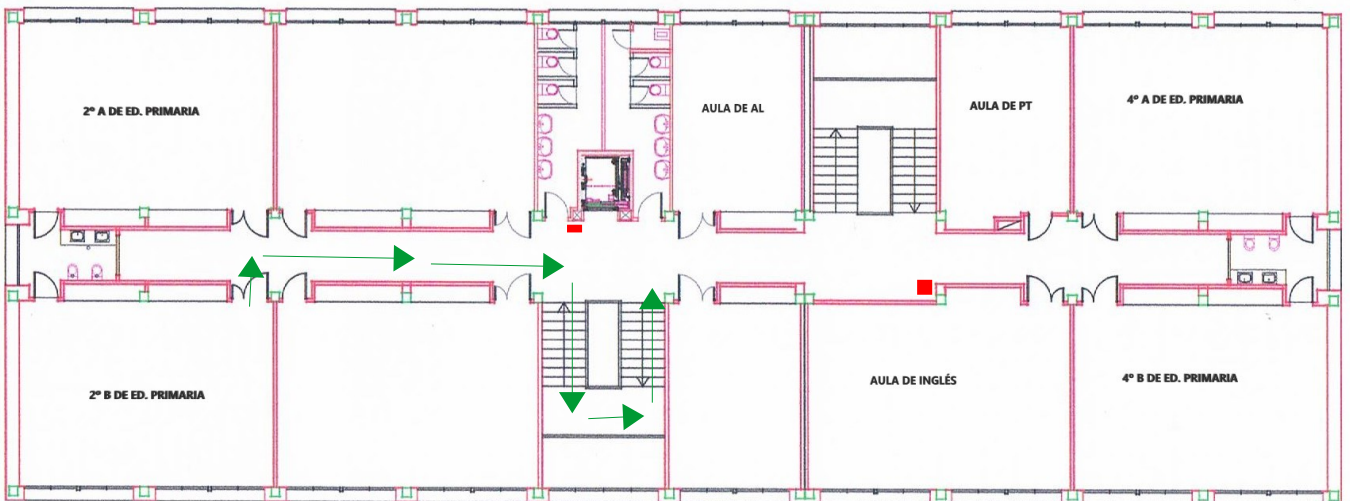 2º A DE ED. PRIMARIA
AULA DE AL
AULA DE PT
4º A DE ED. PRIMARIA
2º B DE ED. PRIMARIA
AULA DE INGLÉS
4º B DE ED. PRIMARIA